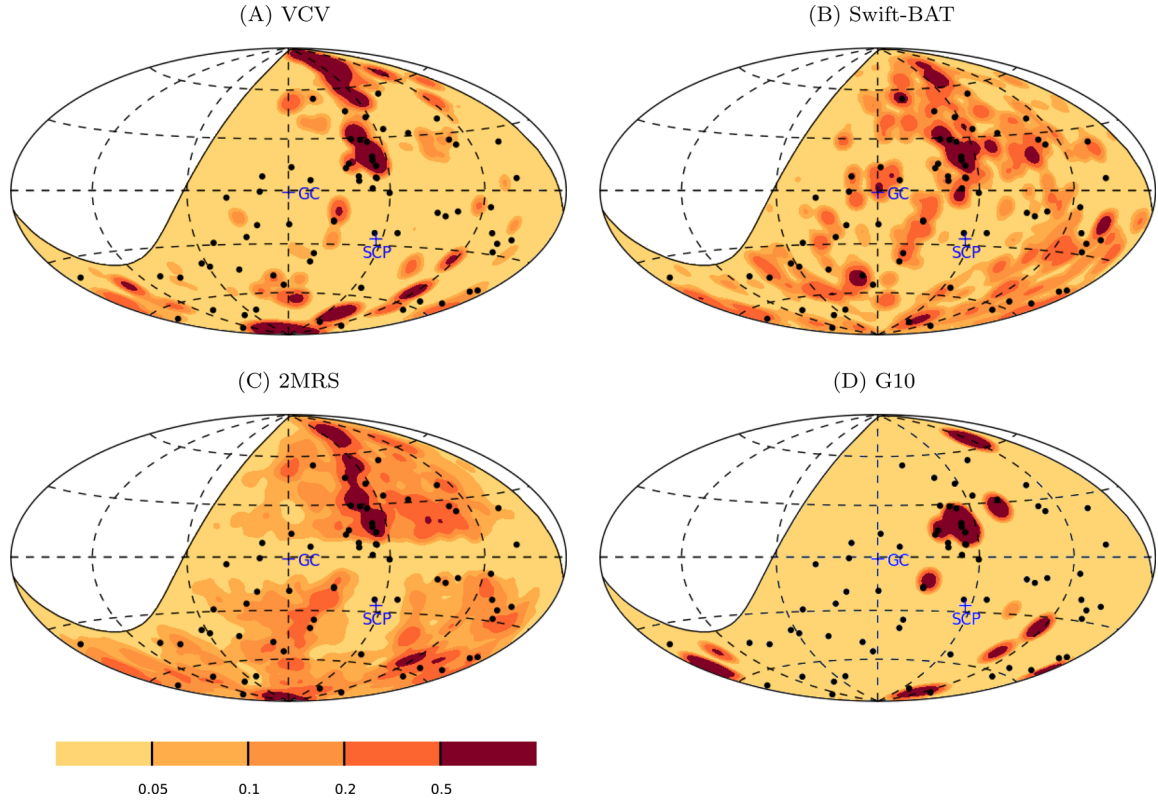 (A) VCV
(B) Swift-BAT
GC
SCP
GC
SCP
(C) 2MRS
(D) G10
GC
SCP
GC
SCP
0.05 0.1 0.2 0.5